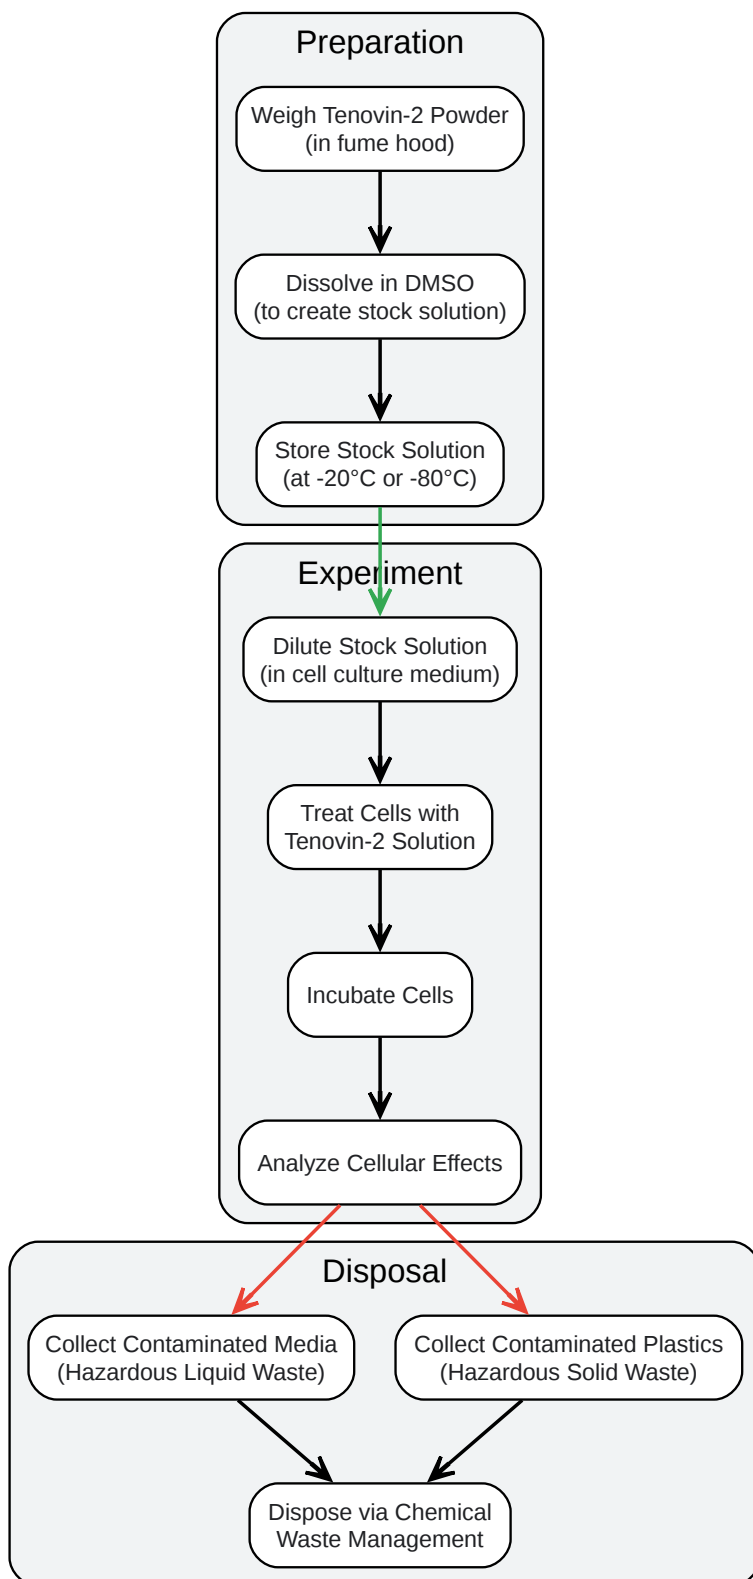 Preparation
Weigh Tenovin-2 Powder
(in fume hood)
Dissolve in DMSO
(to create stock solution)
Store Stock Solution
(at -20°C or -80°C)
Experiment
Dilute Stock Solution
(in cell culture medium)
Treat Cells with
Tenovin-2 Solution
Incubate Cells
Analyze Cellular Effects
Disposal
Collect Contaminated Media
(Hazardous Liquid Waste)
Collect Contaminated Plastics
(Hazardous Solid Waste)
Dispose via Chemical
Waste Management